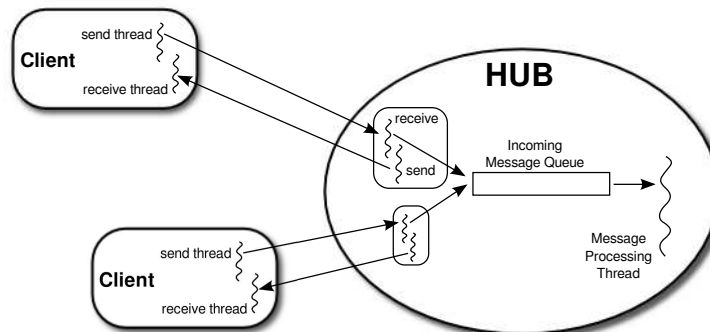 send thread
Client
receive thread
HUB
receive
send
Incoming
Message Queue
Message
Processing
Thread
send thread
Client
receive thread